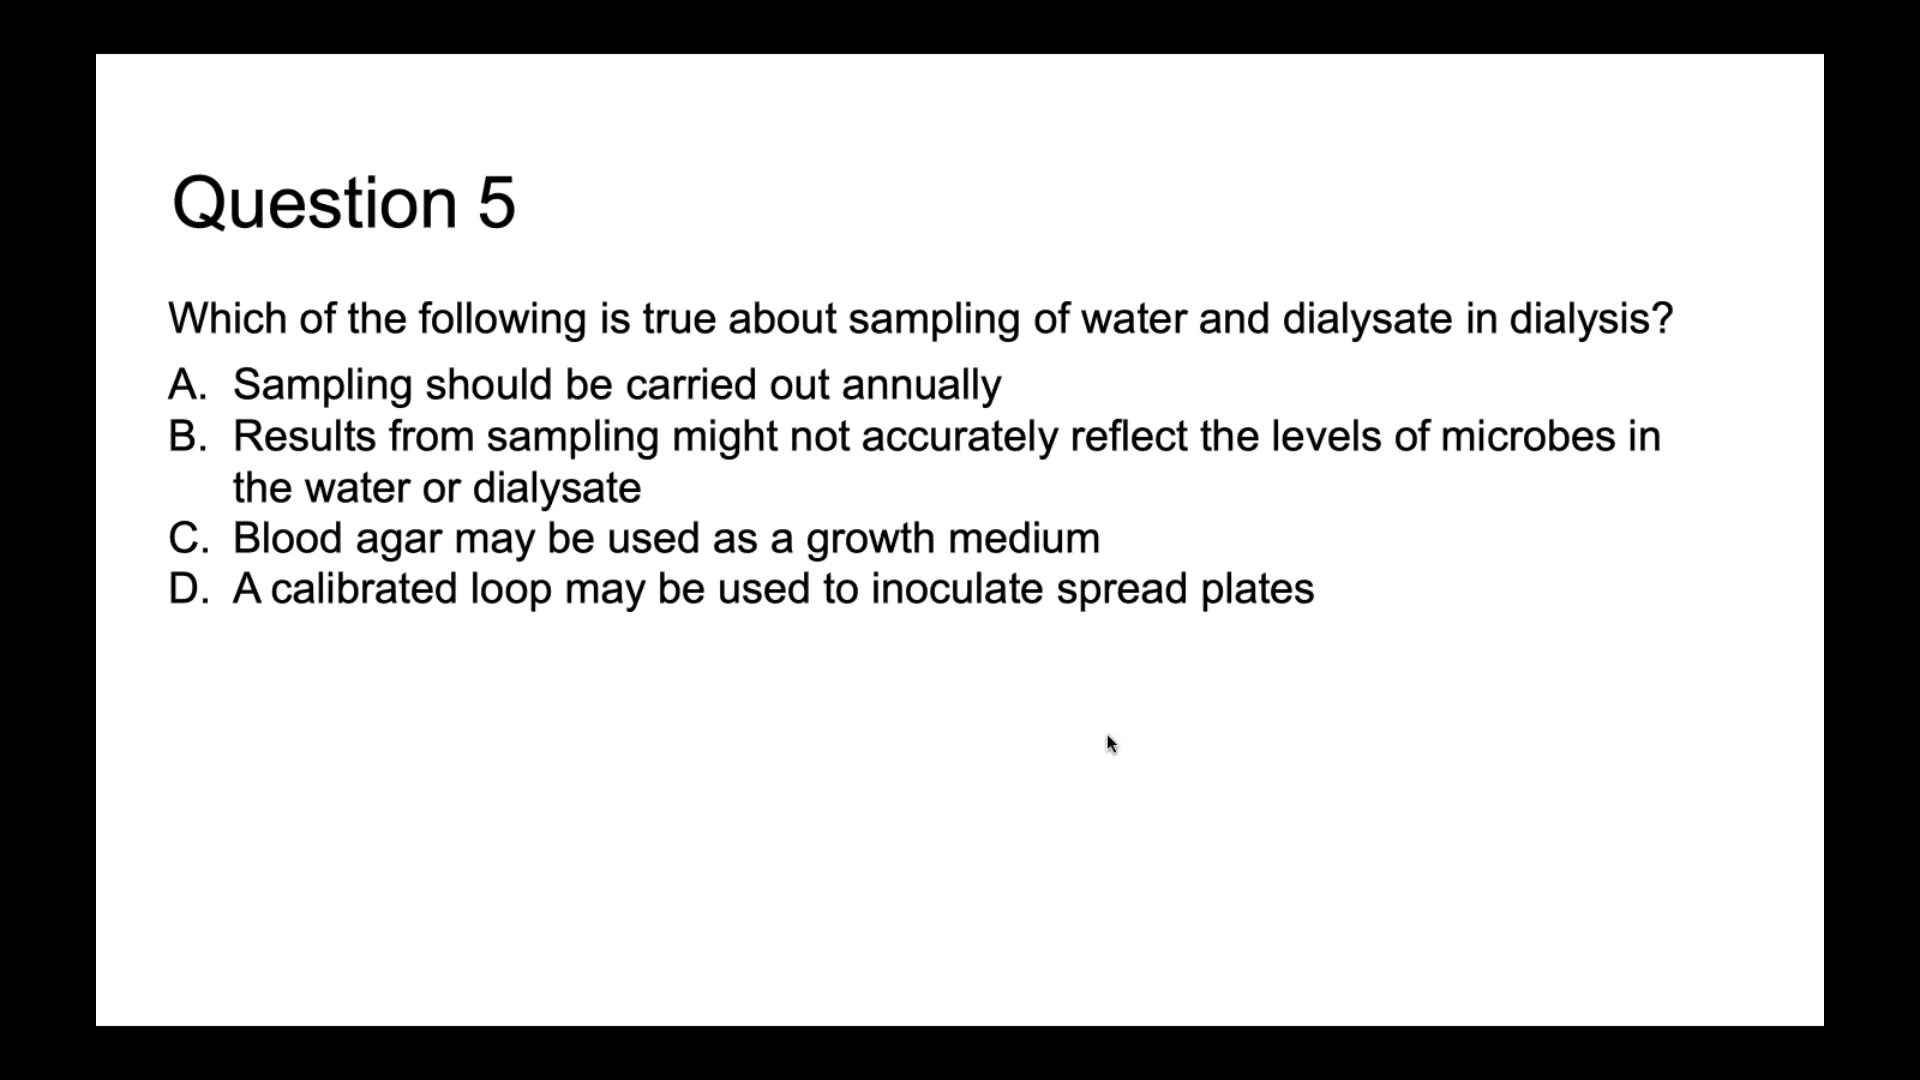 Question 5
Which of the following is true about sampling of water and dialysate in dialysis?
A. Sampling should be carried out annually
B. Results from sampling might not accurately reflect the levels of microbes in
the water or dialysate
C. Blood agar may be used as a growth medium
D. A calibrated loop may be used to inoculate spread plates